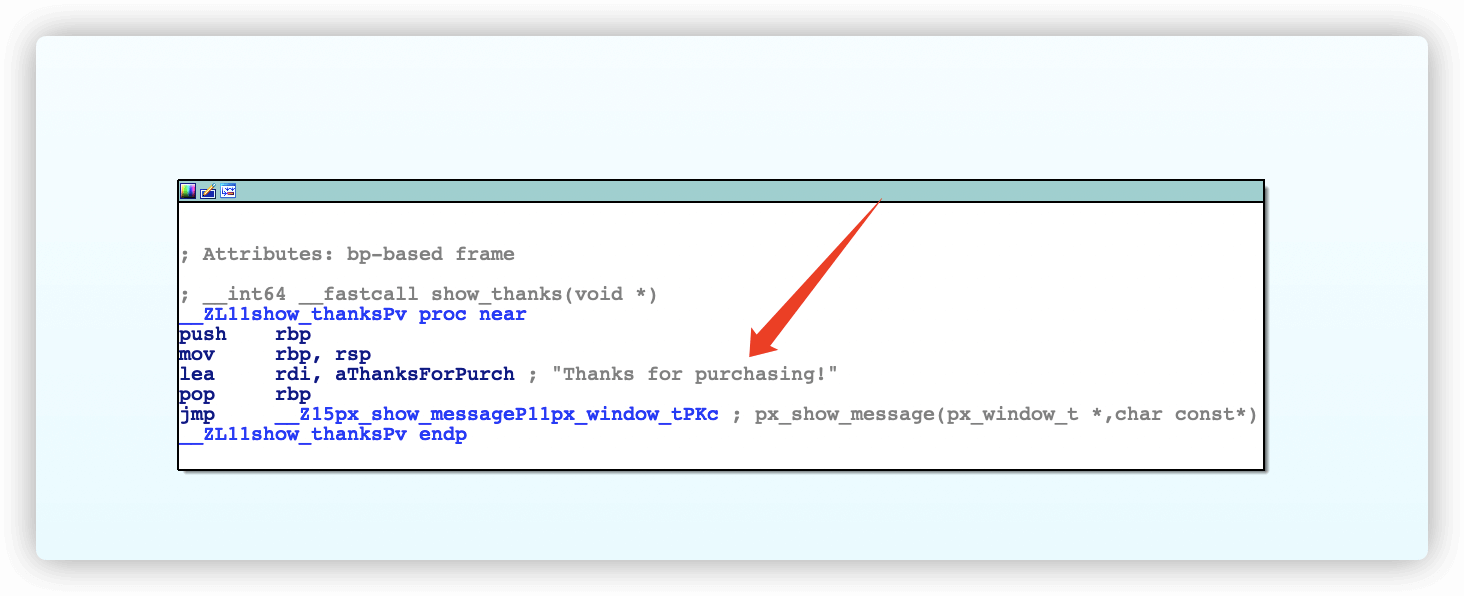 ; Attributes: bp-based frame
; __int64 __fastcall show_thanks(void *)
__ZL11show_thanksPv proc near
push    rbp
mov     rbp, rsp
lea     rdi, aThanksForPurch ; "Thanks for purchasing!"
pop     rbp
jmp     __Z15px_show_messageP11px_window_tPKc ; px_show_message(px_window_t *,char const*)
__ZL11show_thanksPv endp